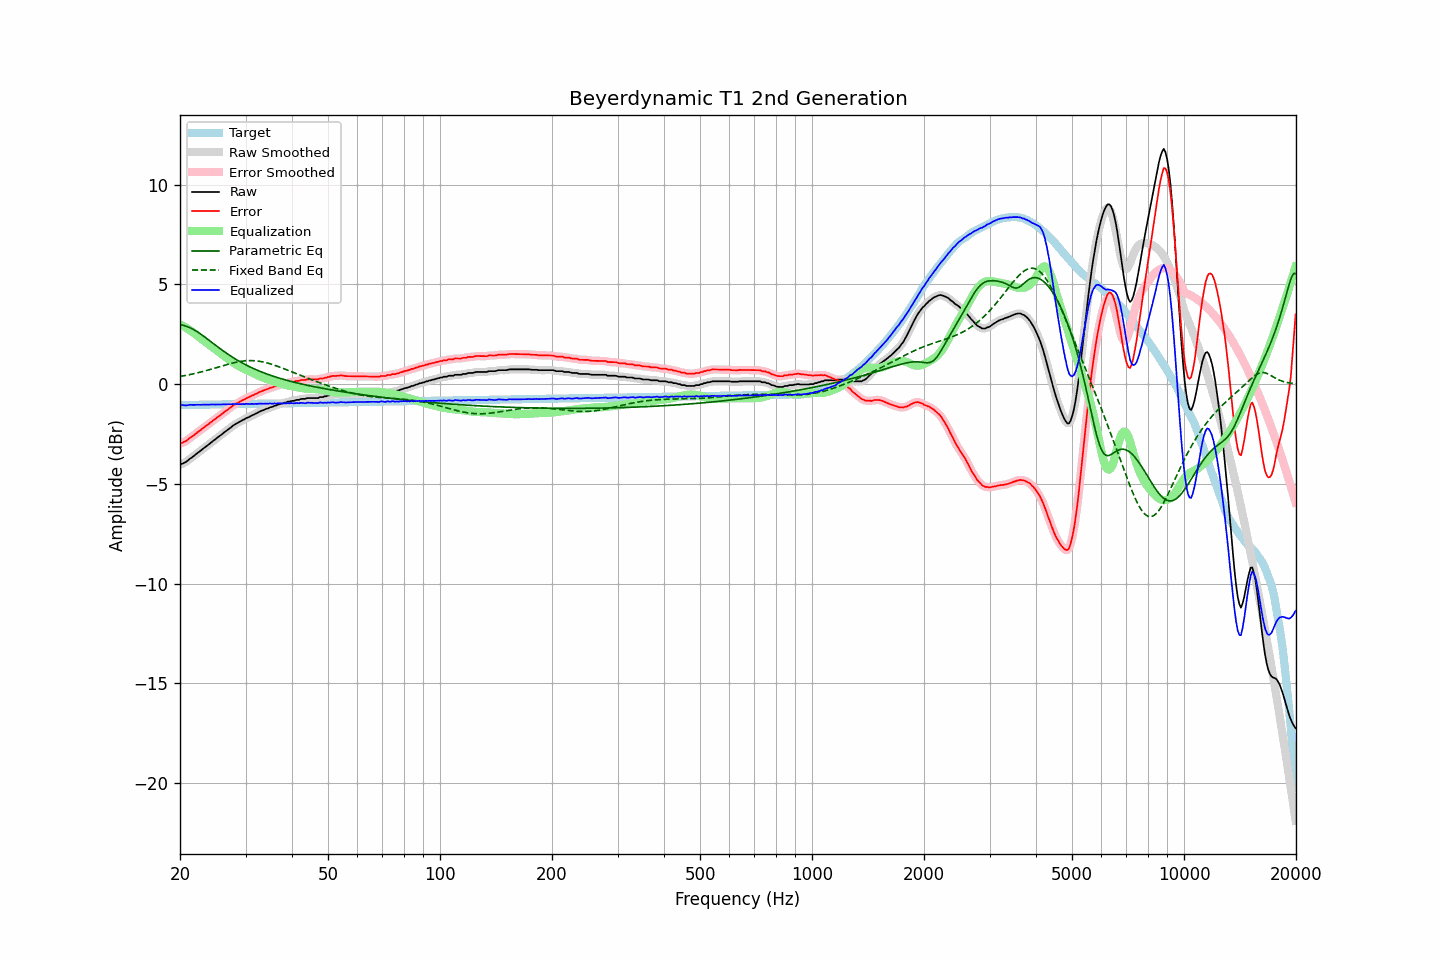 Beyerdynamic T1 2nd Generation
Target
Raw Smoothed
Error Smoothed
Raw
Error
Equalization
Parametric Eq
Fixed Band Eq
Equalized
Amplitude (dBr)
10
5
0
−5
−10
−15
−20
20 50 100 200 500 1000 2000 5000 10000 20000
Frequency (Hz)